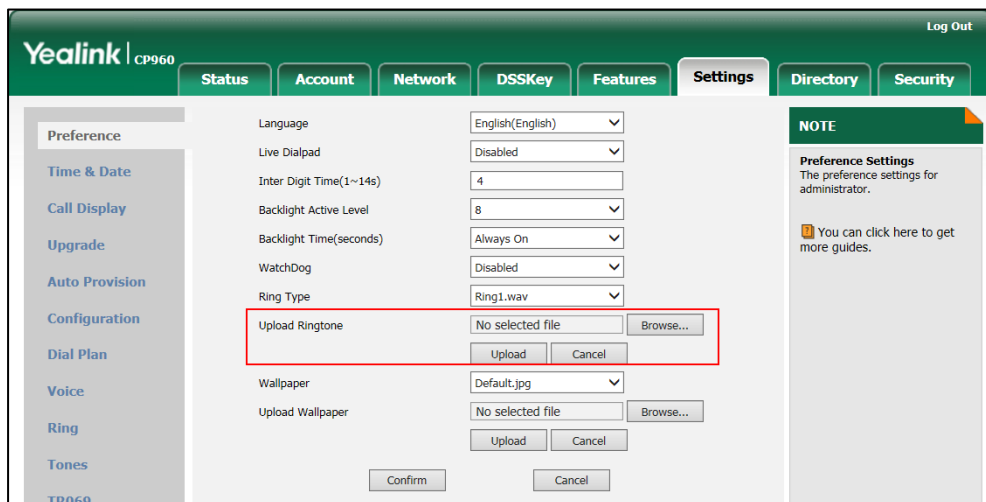 Log Out
Yealink | CP960
Status Account Network DSSKey Features Settings Directory Security
Preference
Time & Date
Call Display
Upgrade
Auto Provision
Configuration
Dial Plan
Voice
Ring
Tones
TR069
Language English(English)
Live Dialpad Disabled
Inter Digit Time(1~14s) 4
Backlight Active Level 8
Backlight Time(seconds) Always On
WatchDog Disabled
Ring Type Ring1.wav
Upload Ringtone No selected file Browse...
Upload Cancel
Wallpaper Default.jpg
Upload Wallpaper No selected file Browse...
Upload Cancel
Confirm Cancel
NOTE
Preference Settings
The preference settings for
administrator.
You can click here to get
more guides.